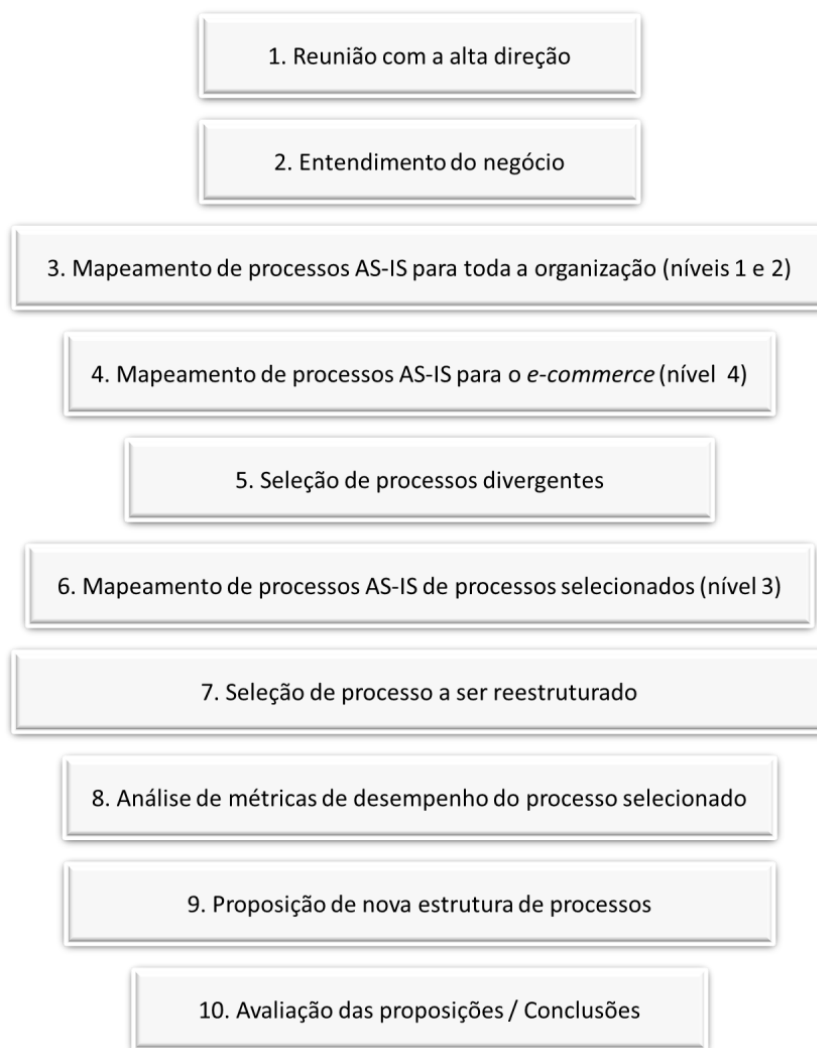 1. Reunião com a alta direção
2. Entendimento do negócio
3. Mapeamento de processos AS-IS para toda a organização (níveis 1 e 2)
4. Mapeamento de processos AS-IS para o e-commerce (nível 4)
5. Seleção de processos divergentes
6. Mapeamento de processos AS-IS de processos selecionados (nível 3)
7. Seleção de processo a ser reestruturado
8. Análise de métricas de desempenho do processo selecionado
9. Proposição de nova estrutura de processos
10. Avaliação das proposições / Conclusões